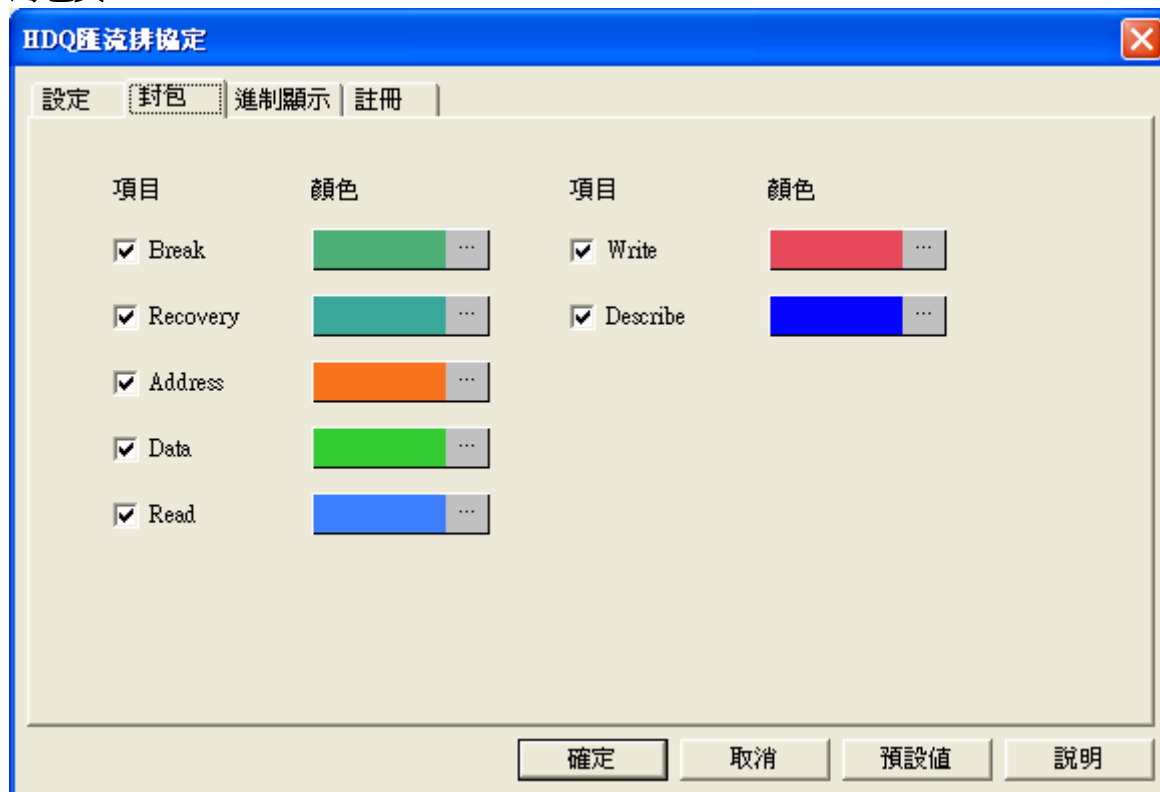 HDQ匯流排協定
設定 封包 進制顯示 註冊
項目 顏色 項目 顏色
Break ... Write ...
Recovery ... Describe ...
Address ...
Data ...
Read ...
確定 取消 預設值 說明